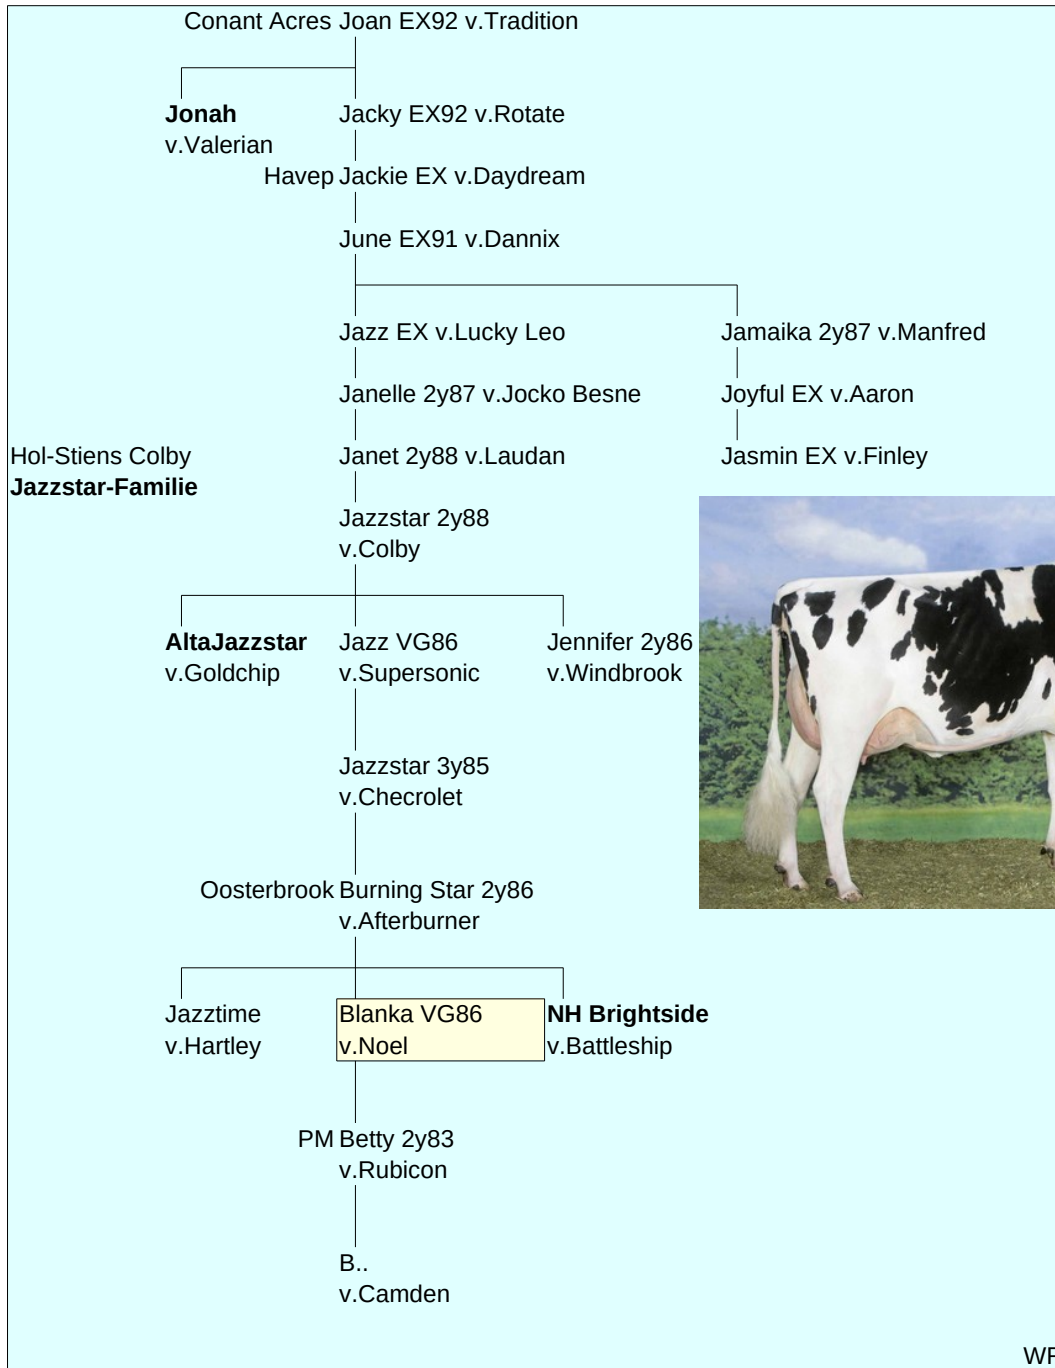 Conant Acres Joan EX92 v.Tradition
Jonah
v.Valerian
Jacky EX92 v.Rotate
Havep Jackie EX v.Daydream
June EX91 v.Dannix
Jazz EX v.Lucky Leo
Jamaika 2y87 v.Manfred
Janelle 2y87 v.Jocko Besne
Joyful EX v.Aaron
Hol-Stiens Colby
Jazzstar-Familie
Janet 2y88 v.Laudan
Jasmin EX v.Finley
Jazzstar 2y88
v.Colby
AltaJazzstar
v.Goldchip
Jazz VG86
v.Supersonic
Jennifer 2y86
v.Windbrook
Jazzstar 3y85
v.Checrolet
Oosterbrook Burning Star 2y86
v.Afterburner
Jazztime
v.Hartley
Blanka VG86
v.Noel
NH Brightside
v.Battleship
PM Betty 2y83
v.Rubicon
B..
v.Camden